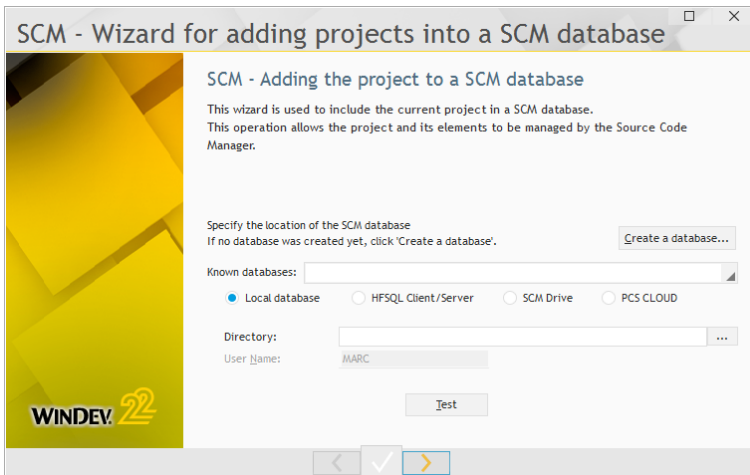 SCM - Wizard for adding projects into a SCM database
SCM - Adding the project to a SCM database
This wizard is used to include the current project in a SCM database.
This operation allows the project and its elements to be managed by the Source Code
Manager.
Specify the location of the SCM database
If no database was created yet, click 'Create a database'.
Create a database...
Known databases:
Local database HFSQL Client/Server SCM Drive PCS CLOUD
Directory: ...
User Name: MARC
WINDEV. 22
Test